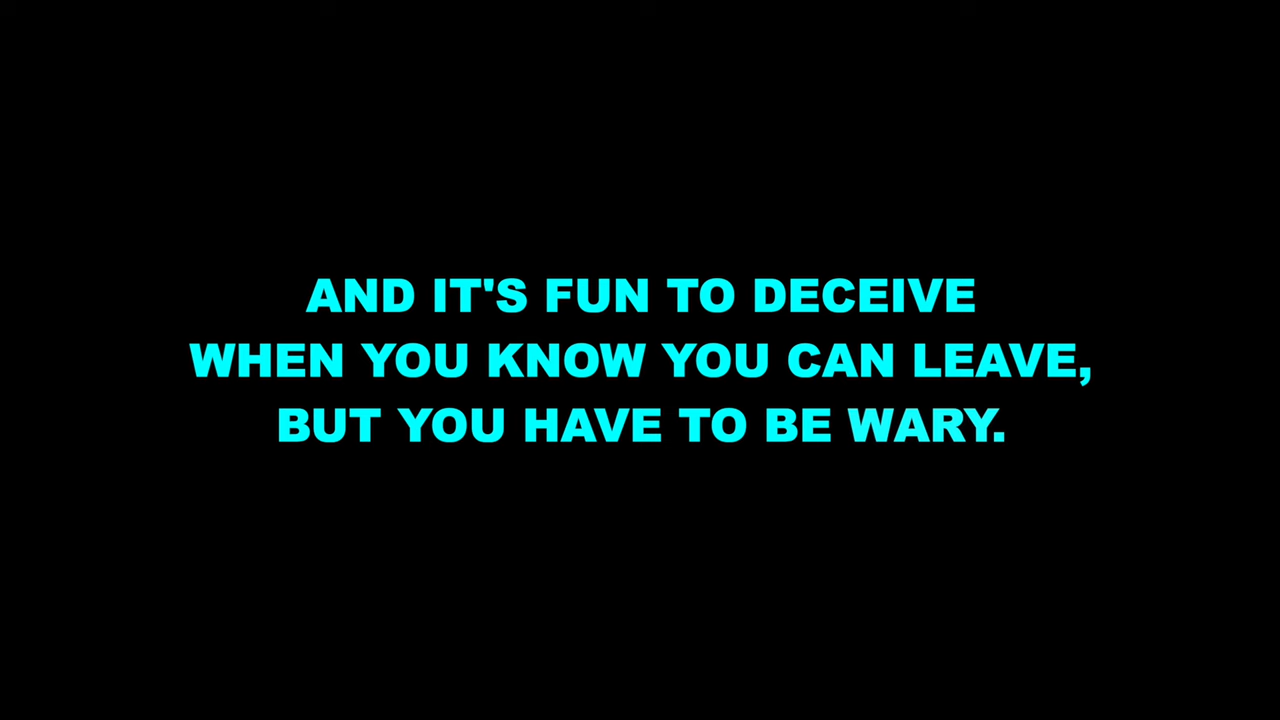 AND IT'S FUN TO DECEIVE
WHEN YOU KNOW YOU CAN LEAVE,
BUT YOU HAVE TO BE WARY.